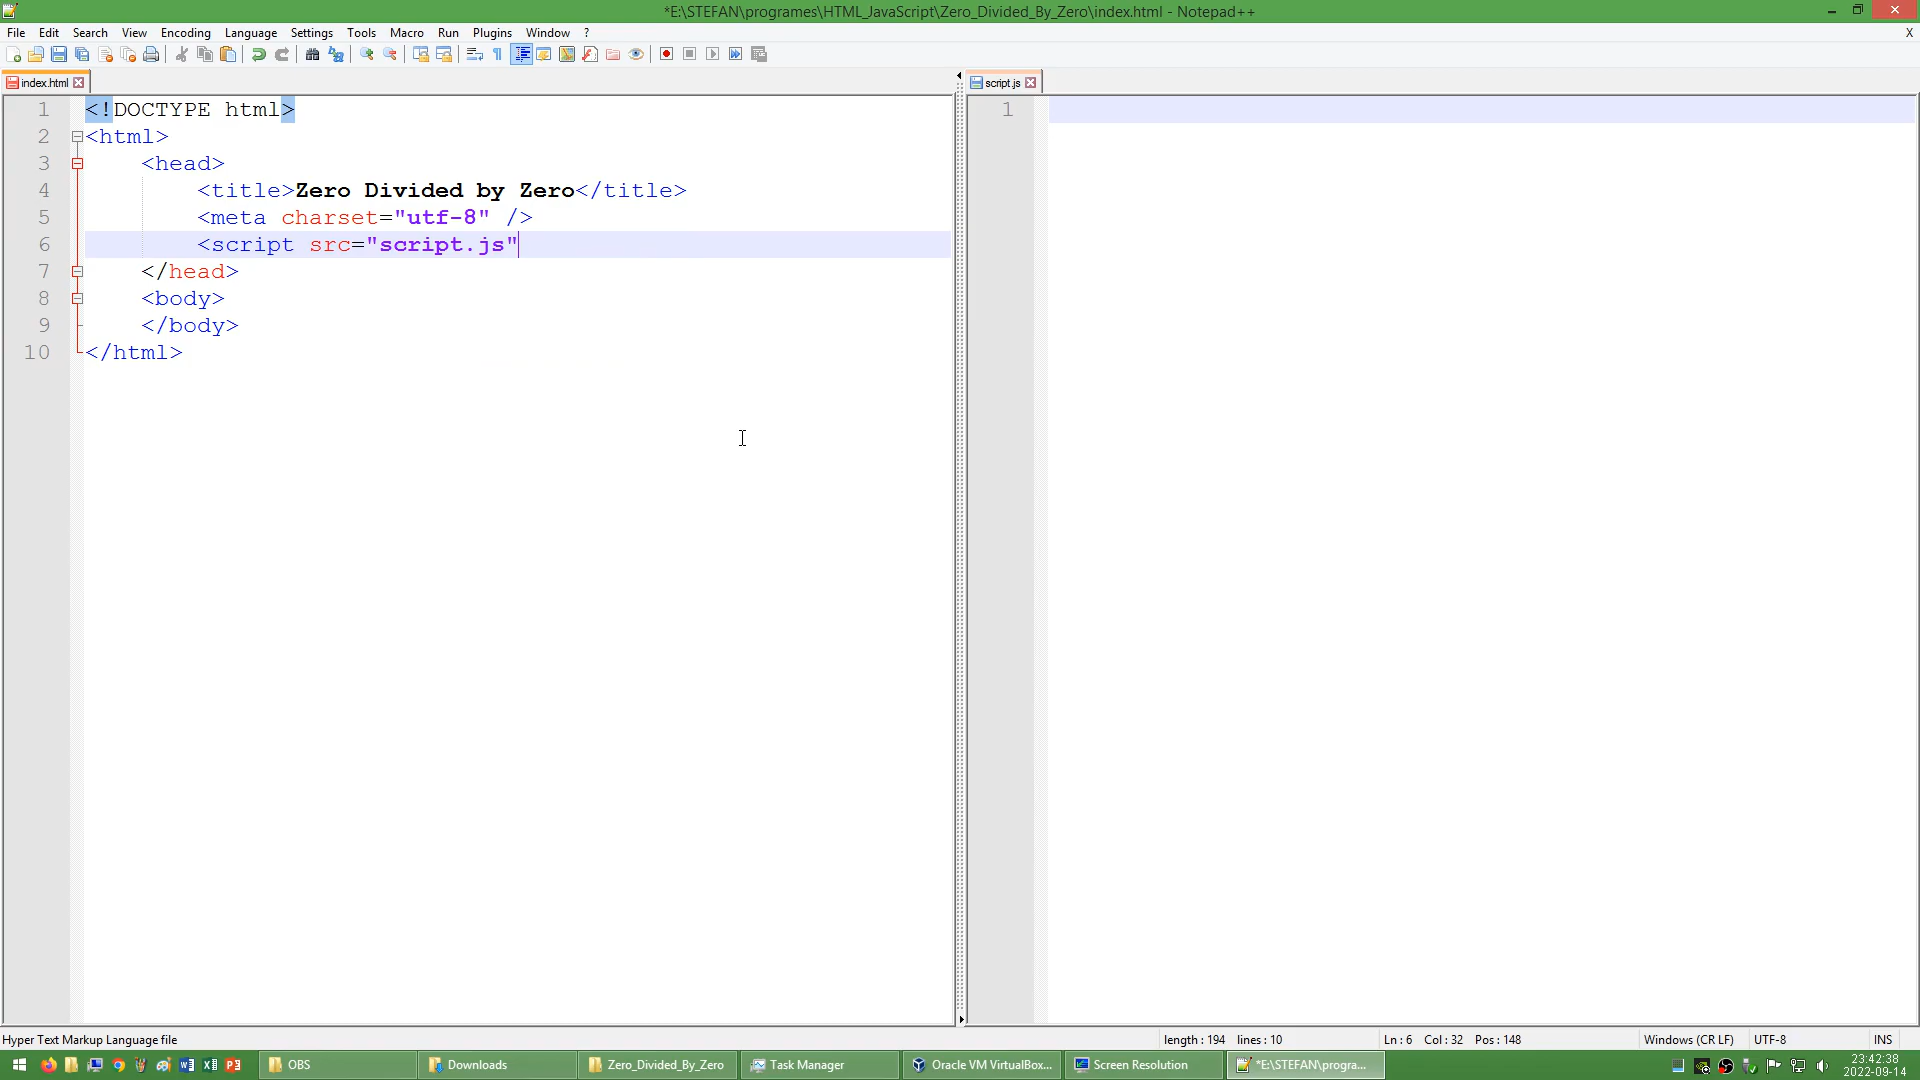 *E:\STEFAN\programes\HTML_JavaScript\Zero_Divided_By_Zero\index.html - Notepad++
File Edit Search View Encoding Language Settings Tools Macro Run Plugins Window ? X
index.html
script.js
1 <!DOCTYPE html>
2 <html>
3 <head>
4 <title>Zero Divided by Zero</title>
5 <meta charset="utf-8" />
6 <script src="script.js"
7 </head>
8 <body>
9 </body>
10 </html>
1
Hyper Text Markup Language file length : 194 lines : 10 Ln : 6 Col : 32 Pos : 148 Windows (CR LF) UTF-8 INS
OBS Downloads Zero_Divided_By_Zero Task Manager Oracle VM VirtualBox... Screen Resolution *E:\STEFAN\progra... 23:42:38
2022-09-14